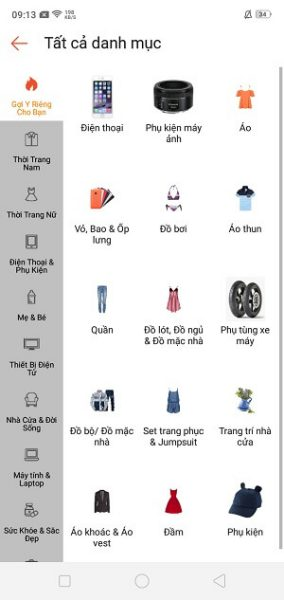 09:13 198 KB/S 34
Tất cả danh mục
Gợi Ý Riêng
Cho Bạn
Thời Trang
Nam
Thời Trang Nữ
Điện Thoại &
Phụ Kiện
Mẹ & Bé
Thiết Bị Điện
Tử
Nhà Cửa & Đời
Sống
Máy tính &
Laptop
Sức Khỏe & Sắc
Đẹp
Điện thoại
Phụ kiện máy
ảnh
Áo
Vỏ, Bao & Ốp
lưng
Đồ bơi
Áo thun
Quần
Đồ lót, Đồ ngủ
& Đồ mặc nhà
Phụ tùng xe
máy
Đồ bộ/ Đồ mặc
nhà
Set trang phục
& Jumpsuit
Trang trí nhà
cửa
Áo khoác & Áo
vest
Đầm
Phụ kiện